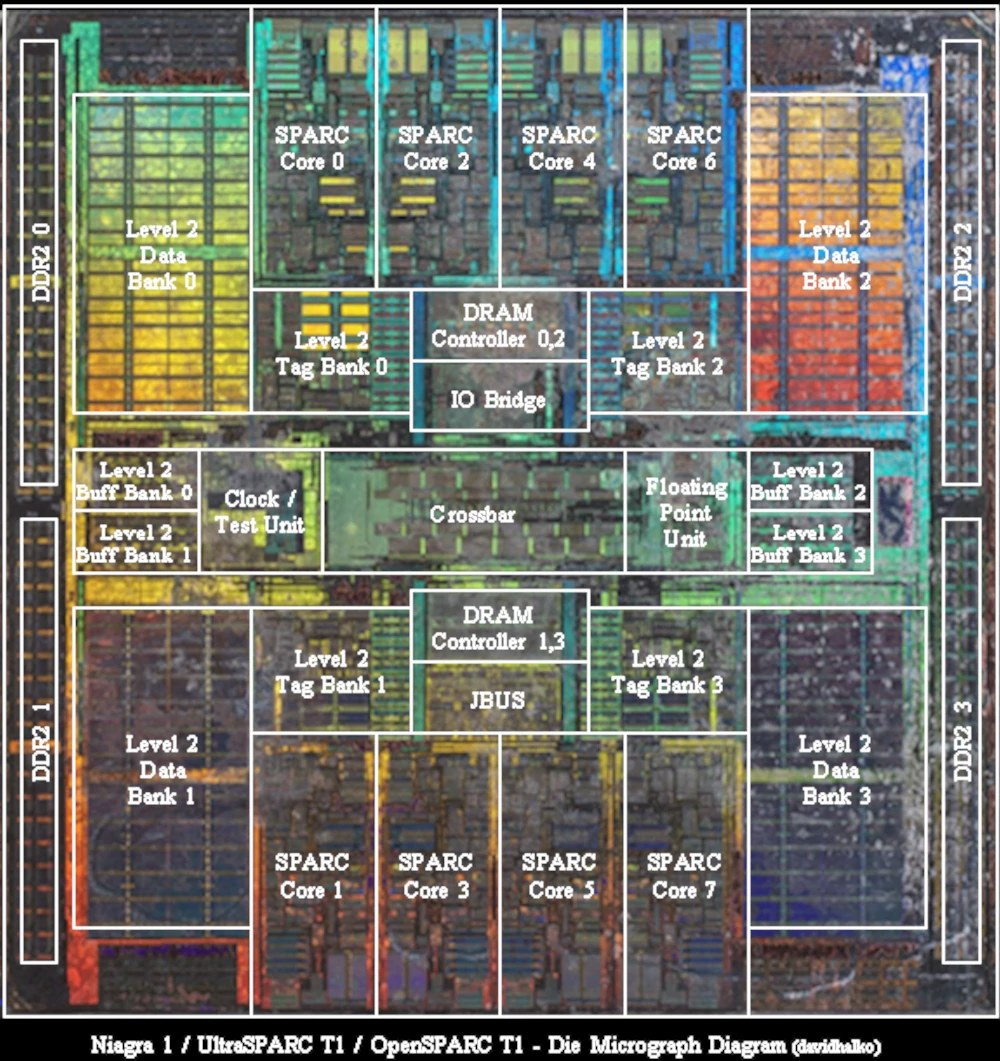 SPARC
Core 0
SPARC
Core 2
SPARC
Core 4
SPARC
Core 6
DDR2 0
Level 2
Data
Bank 0
Level 2
Data
Bank 2
DDR2 2
Level 2
Tag Bank 0
DRAM
Controller 0,2
IO Bridge
Level 2
Tag Bank 2
Level 2
Buff Bank 0
Level 2
Buff Bank 1
Clock /
Test Unit
Crossbar
Floating
Point
Unit
Level 2
Buff Bank 2
Level 2
Buff Bank 3
DDR2 1
Level 2
Data
Bank 1
Level 2
Tag Bank 1
DRAM
Controller 1,3
JBUS
Level 2
Tag Bank 3
Level 2
Data
Bank 3
DDR2 3
SPARC
Core 1
SPARC
Core 3
SPARC
Core 5
SPARC
Core 7
Niagra 1 / UltraSPARC T1 / OpenSPARC T1 - Die Micrograph Diagram (davidhalko)